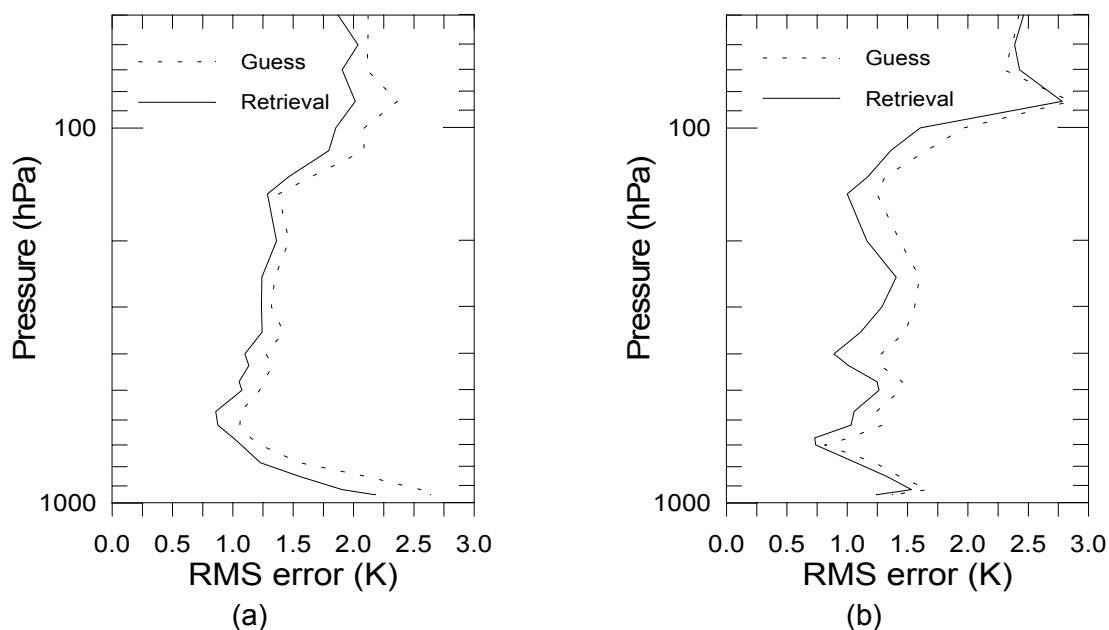 Guess
Retrieval
100
1000
Pressure (hPa)
0.0 0.5 1.0 1.5 2.0 2.5 3.0
RMS error (K)
(a)
Guess
Retrieval
100
1000
Pressure (hPa)
0.0 0.5 1.0 1.5 2.0 2.5 3.0
RMS error (K)
(b)